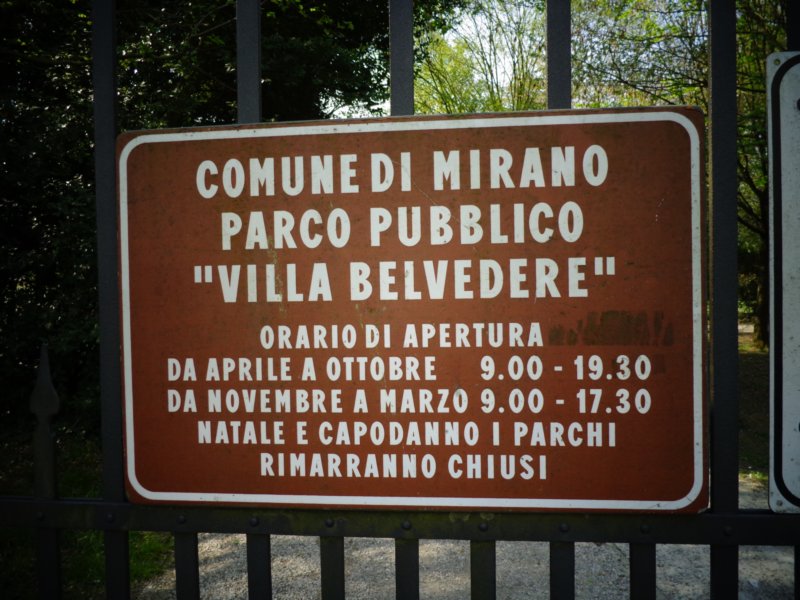 COMUNE DI MIRANO
PARCO PUBBLICO
"VILLA BELVEDERE"
ORARIO DI APERTURA
DA APRILE A OTTOBRE 9.00 - 19.30
DA NOVEMBRE A MARZO 9.00 - 17.30
NATALE E CAPODANNO I PARCHI
RIMARRANNO CHIUSI